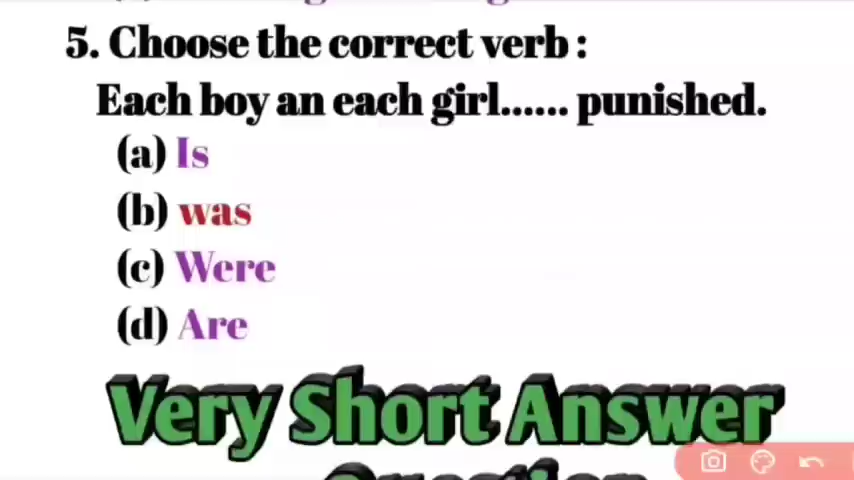 5. Choose the correct verb :
Each boy an each girl...... punished.
(a) Is
(b) was
(c) Were
(d) Are
Very Short Answer